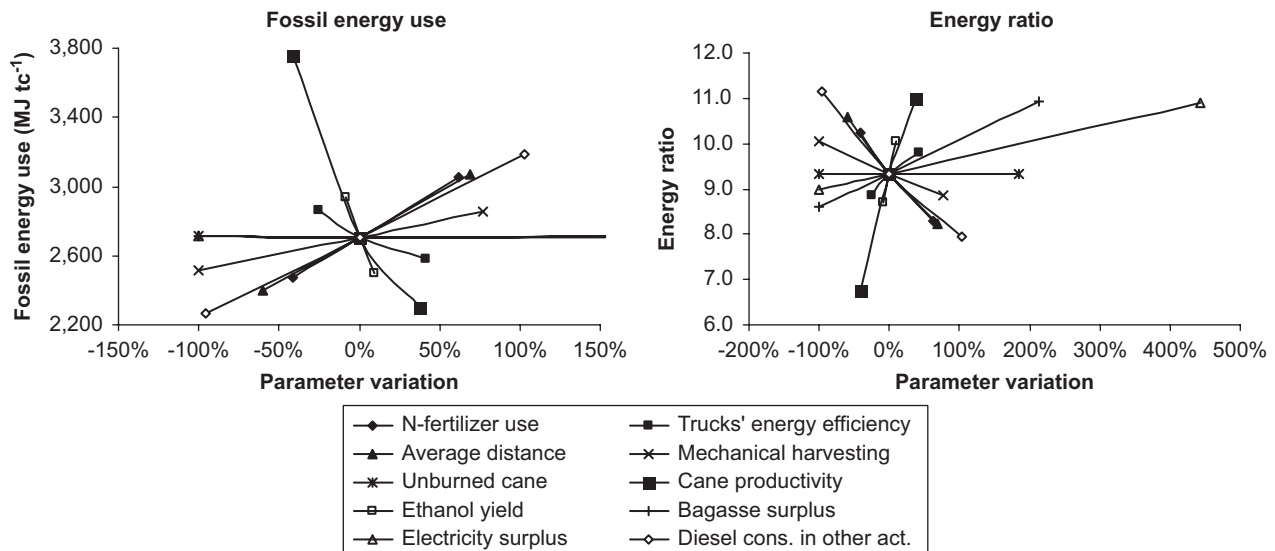 Fossil energy use
Fossil energy use (MJ tc-1)
3,800
3,400
3,000
2,600
2,200
-150% -100% -50% 0% 50% 100% 150%
Parameter variation
Energy ratio
Energy ratio
12.0
11.0
10.0
9.0
8.0
7.0
6.0
-200% -100% 0% 100% 200% 300% 400% 500%
Parameter variation
N-fertilizer use
Average distance
Unburned cane
Ethanol yield
Electricity surplus
Trucks' energy efficiency
Mechanical harvesting
Cane productivity
Bagasse surplus
Diesel cons. in other act.